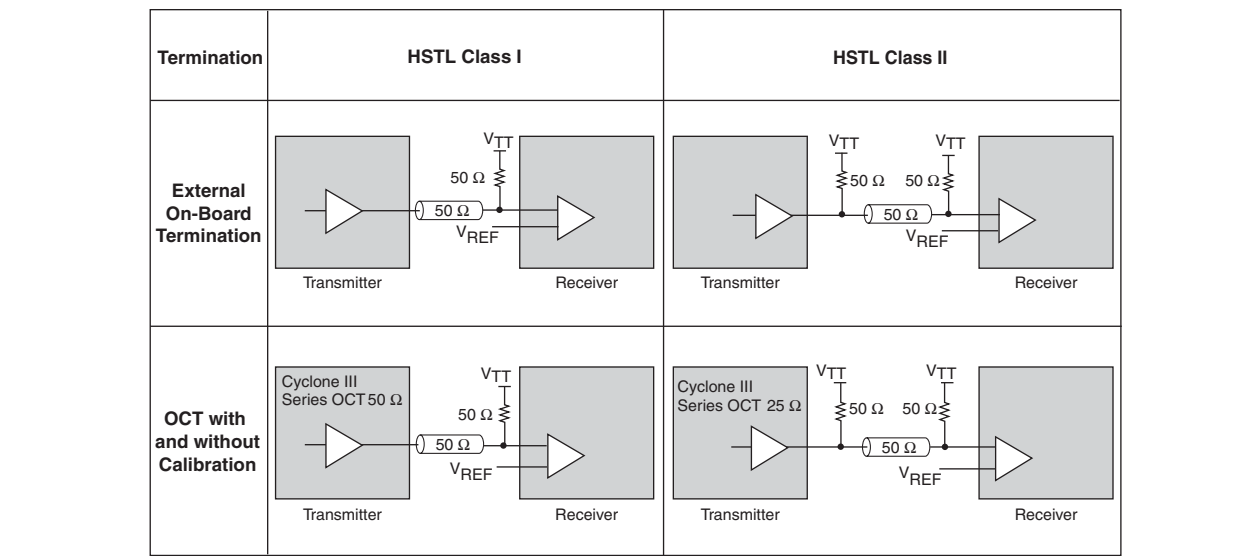 Termination
HSTL Class I
HSTL Class II
External
On-Board
Termination
VTT
50 Ω
50 Ω
VREF
Transmitter
Receiver
VTT
VTT
50 Ω
50 Ω
50 Ω
VREF
Transmitter
Receiver
OCT with
and without
Calibration
Cyclone III
Series OCT 50 Ω
VTT
50 Ω
50 Ω
VREF
Transmitter
Receiver
Cyclone III
Series OCT 25 Ω
VTT
VTT
50 Ω
50 Ω
50 Ω
VREF
Transmitter
Receiver